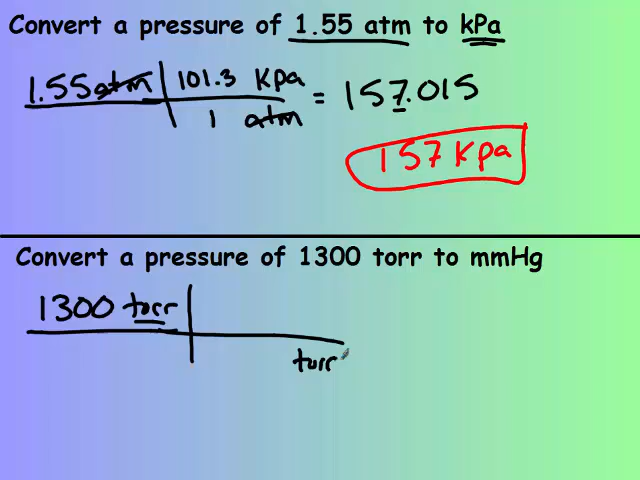 Convert a pressure of 1.55 atm to kPa
1.55 atm 101.3 KPa
1 atm
= 157.015
157 KPa
Convert a pressure of 1300 torr to mmHg
1300 torr
torr